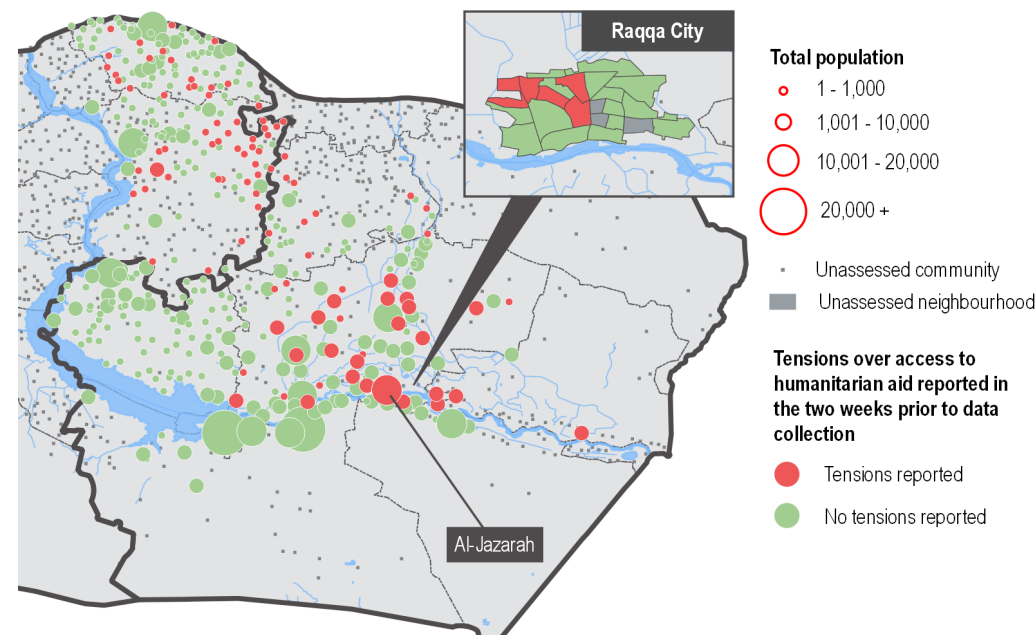 Raqqa City
Total population
1 - 1,000
1,001 - 10,000
10,001 - 20,000
20,000 +
Unassessed community
Unassessed neighbourhood
Tensions over access to
humanitarian aid reported in
the two weeks prior to data
collection
Tensions reported
No tensions reported
Al-Jazarah